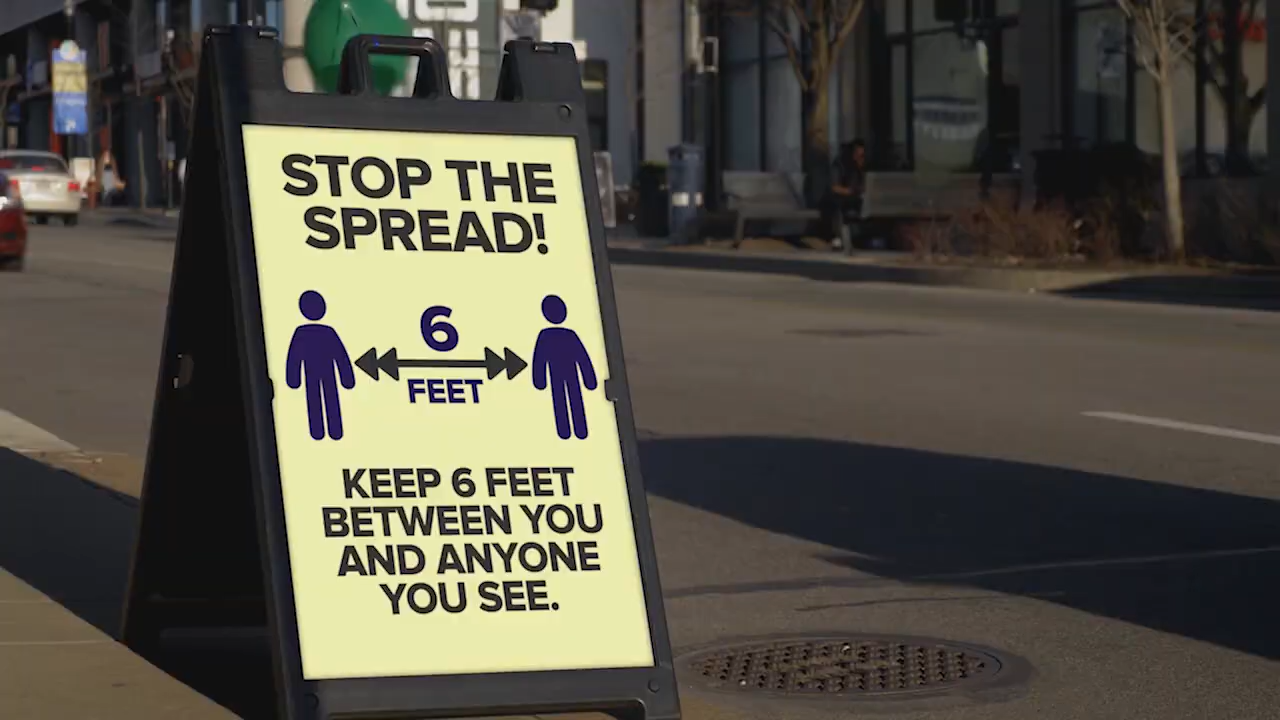 STOP THE
SPREAD!
6
FEET
KEEP 6 FEET
BETWEEN YOU
AND ANYONE
YOU SEE.